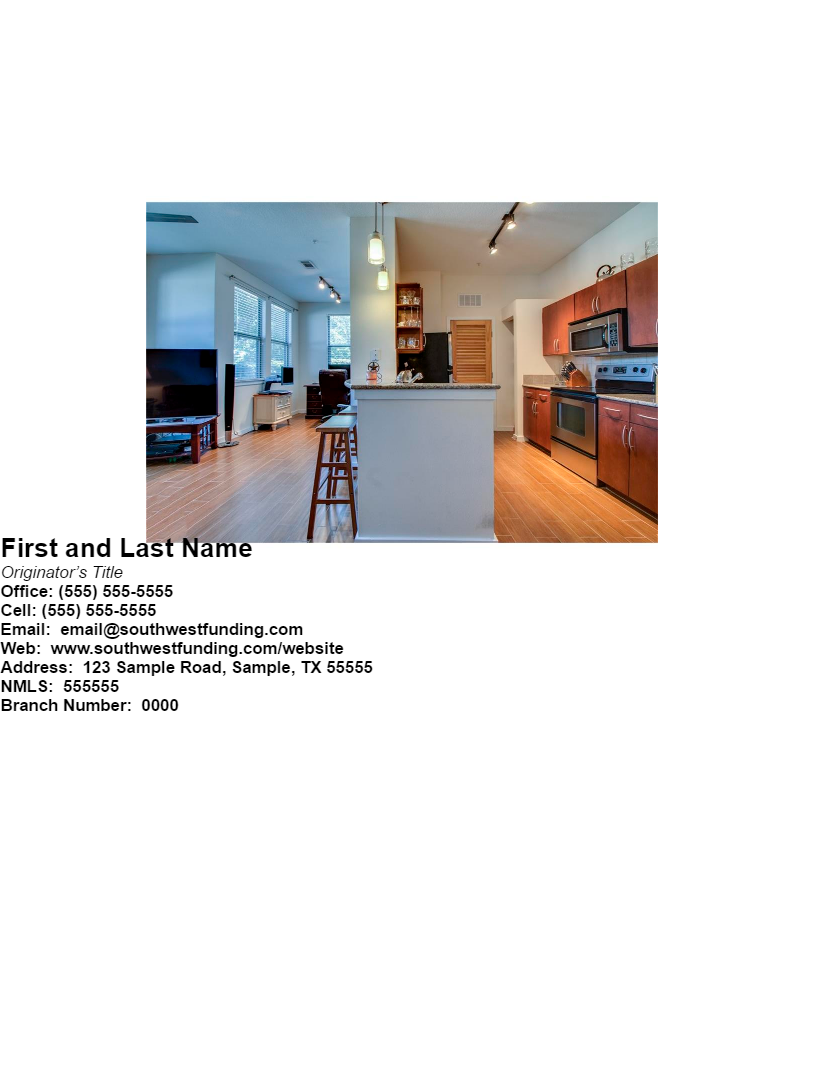 First and Last Name
Originator's Title
Office: (555) 555-5555
Cell: (555) 555-5555
Email:  email@southwestfunding.com
Web:  www.southwestfunding.com/website
Address:  123 Sample Road, Sample, TX 55555
NMLS:  555555
Branch Number:  0000